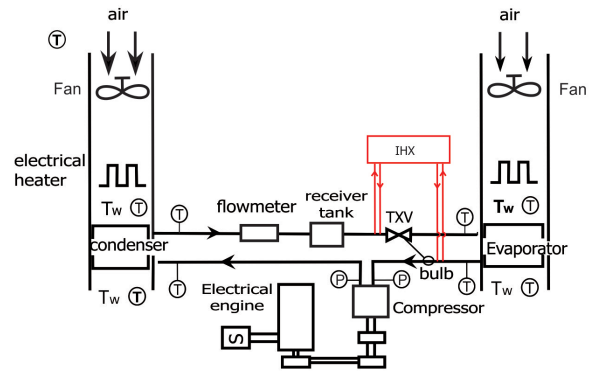 air
air
T
Fan
Fan
electrical
heater
IHX
Tw T
Tw T
T
flowmeter
receiver
tank
TXV
T
condenser
Evaporator
T
P
P
bulb
T
Tw T
Electrical
engine
Compressor
Tw T
S